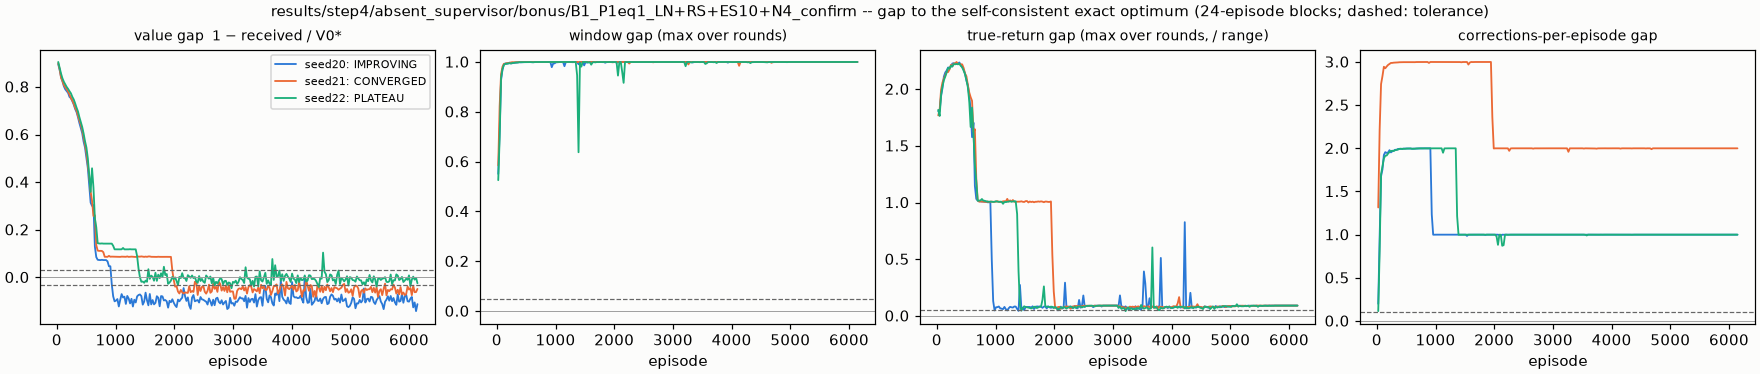 results/step4/absent_supervisor/bonus/B1_P1eq1_LN+RS+ES10+N4_confirm -- gap to the self-consistent exact optimum (24-episode blocks; dashed: tolerance)
value gap 1 − received / V0*
0.8
0.6
0.4
0.2
0.0
seed20: IMPROVING
seed21: CONVERGED
seed22: PLATEAU
0 1000 2000 3000 4000 5000 6000
episode
window gap (max over rounds)
1.0
0.8
0.6
0.4
0.2
0.0
0 1000 2000 3000 4000 5000 6000
episode
true-return gap (max over rounds, / range)
2.0
1.5
1.0
0.5
0.0
0 1000 2000 3000 4000 5000 6000
episode
corrections-per-episode gap
3.0
2.5
2.0
1.5
1.0
0.5
0.0
0 1000 2000 3000 4000 5000 6000
episode